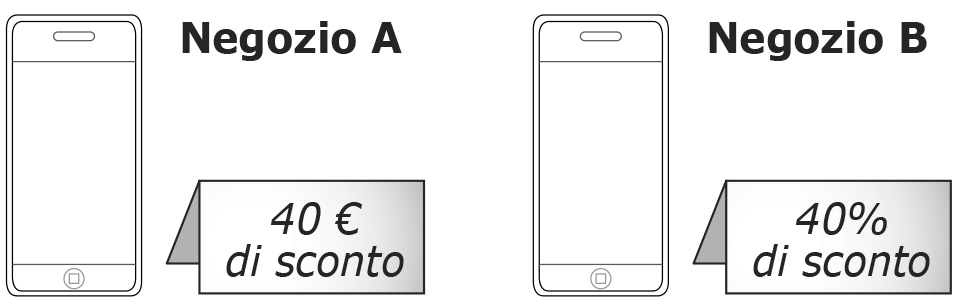 Negozio A
40 €
di sconto
Negozio B
40%
di sconto